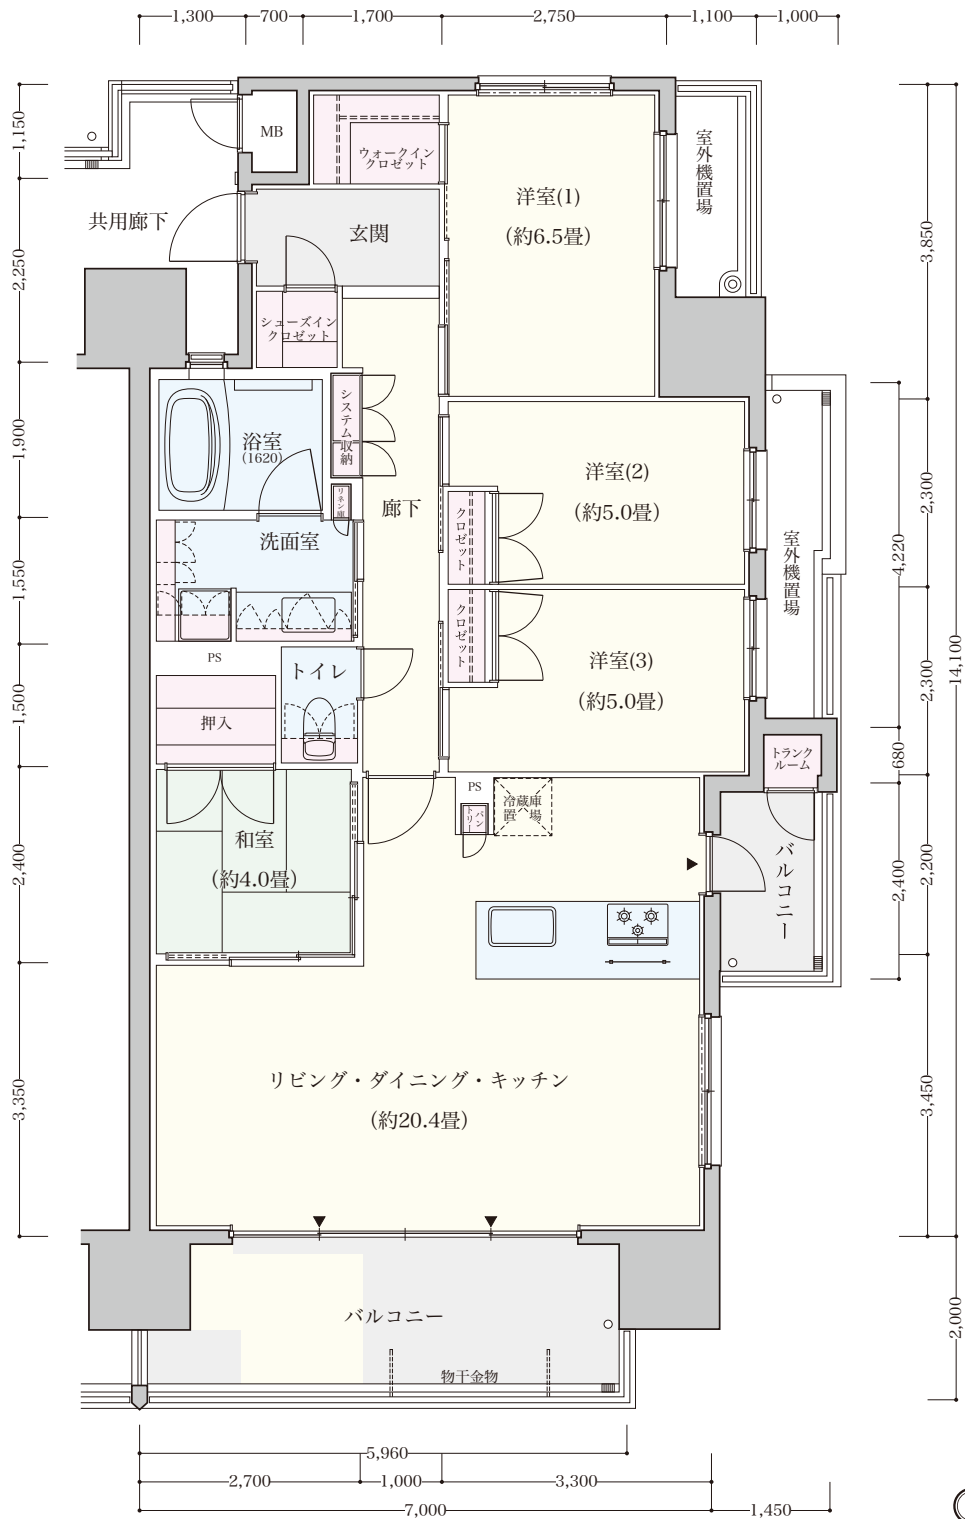 1,300
700
1,700
2,750
1,100
1,000
1,150
2,250
1,900
1,550
1,500
2,400
3,350
MB
ウォークイン
クロゼット
洋室(1)
(約6.5畳)
室外機置場
共用廊下
玄関
シューズイン
クロゼット
システム収納
浴室
(1620)
リネン庫
廊下
洗面室
洋室(2)
(約5.0畳)
クロゼット
室外機置場
クロゼット
洋室(3)
(約5.0畳)
PS
トイレ
押入
トランク
ルーム
PS
冷蔵庫
置場
パントリー
和室
(約4.0畳)
バルコニー
リビング・ダイニング・キッチン
(約20.4畳)
バルコニー
物干金物
3,850
2,300
4,220
2,300
680
2,200
2,400
3,450
14,100
2,000
5,960
2,700
1,000
3,300
7,000
1,450